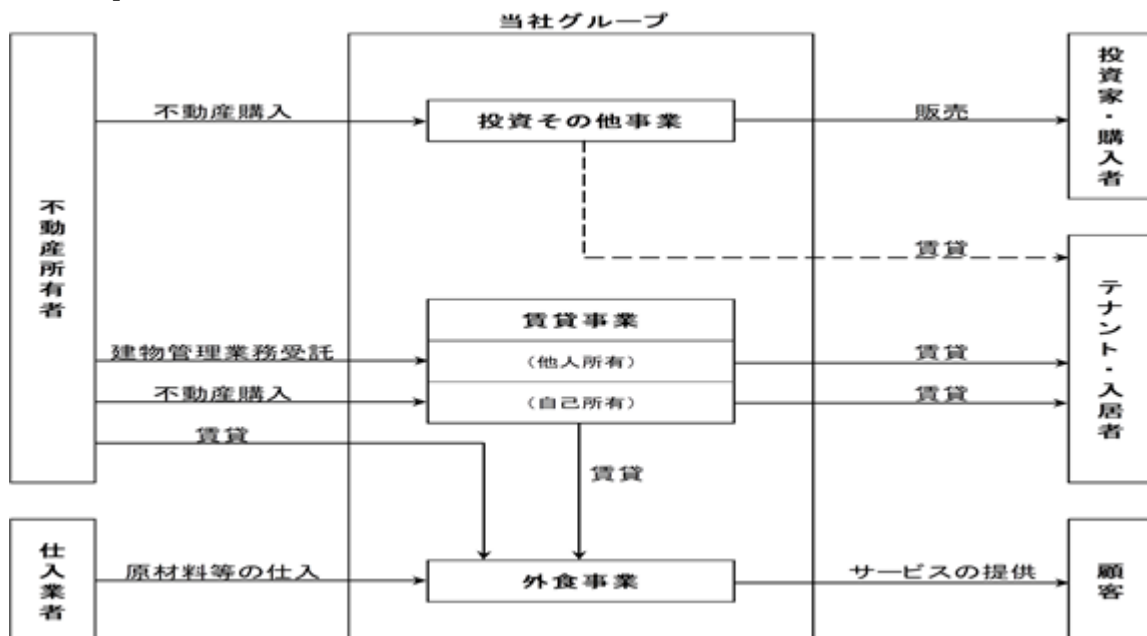 当社グループ
不動産所有者
不動産購入
投資その他事業
販売
投資家・購入者
賃貸
テナント・入居者
賃貸事業
建物管理業務受託
(他人所有)
賃貸
不動産購入
(自己所有)
賃貸
賃貸
賃貸
仕入業者
原材料等の仕入
外食事業
サービスの提供
顧客